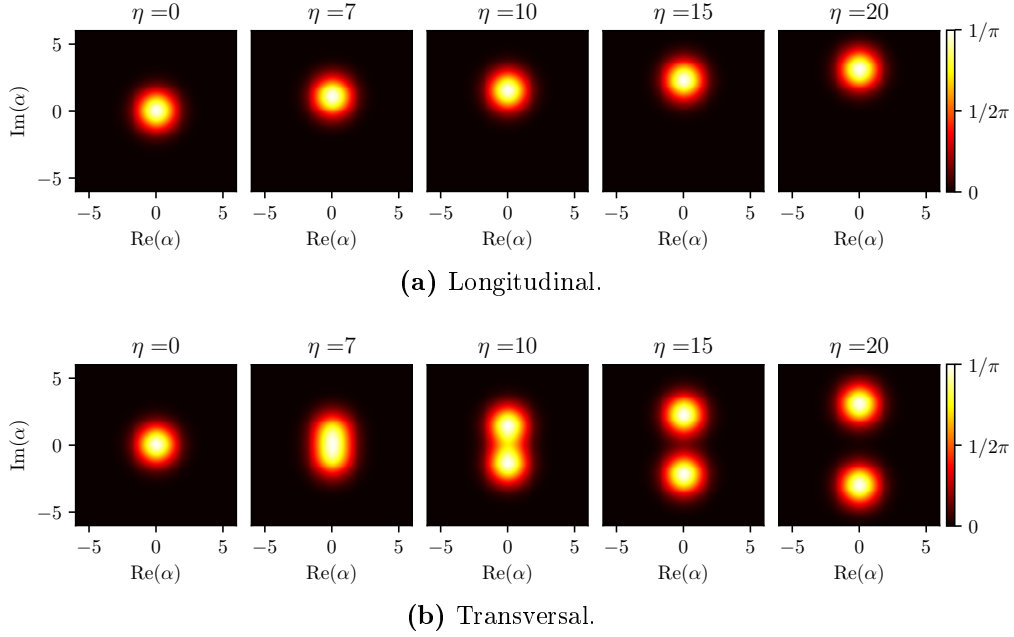 η =0 η =7 η =10 η =15 η =20
5 0 −5
Im(α)
−5 0 5 −5 0 5 −5 0 5 −5 0 5 −5 0 5
Re(α) Re(α) Re(α) Re(α) Re(α)
1/π
1/2π
0
(a) Longitudinal.
η =0 η =7 η =10 η =15 η =20
5 0 −5
Im(α)
−5 0 5 −5 0 5 −5 0 5 −5 0 5 −5 0 5
Re(α) Re(α) Re(α) Re(α) Re(α)
1/π
1/2π
0
(b) Transversal.